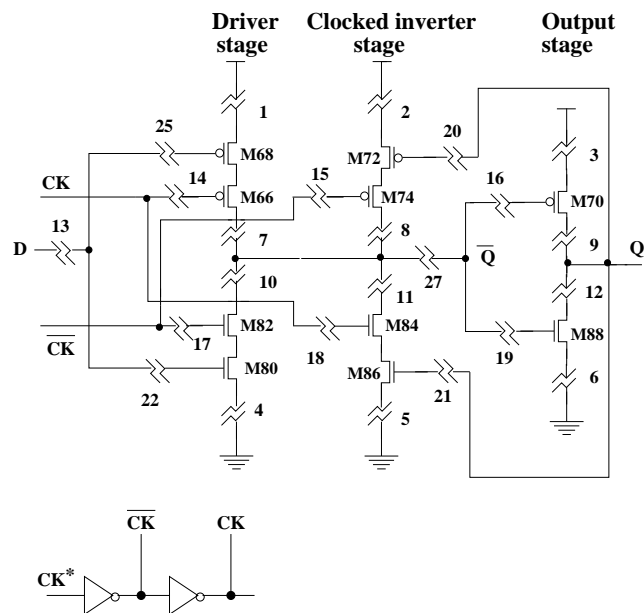 Driver stage
Clocked inverter stage
Output stage
1
2
20
3
25
M68
M72
CK
14
M66
15
M74
16
M70
13
D
7
8
9
Q
Q̅
27
10
11
12
C̅K̅
17
M82
18
M84
19
M88
22
M80
M86
21
4
5
6
C̅K̅
CK
CK*